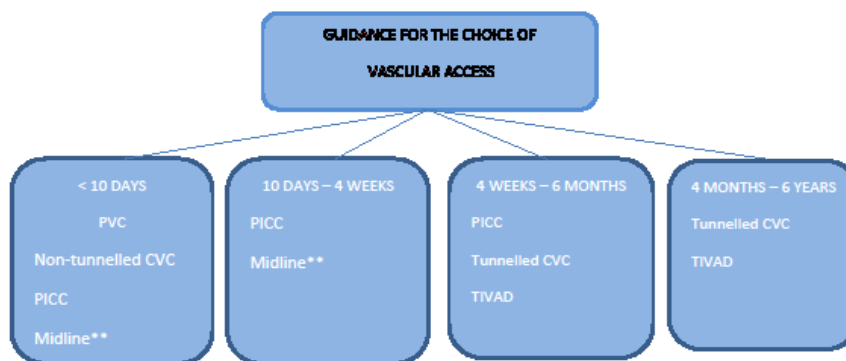 GUIDANCE FOR THE CHOICE OF
VASCULAR ACCESS
< 10 DAYS
PVC
Non-tunnelled CVC
PICC
Midline**
10 DAYS – 4 WEEKS
PICC
Midline**
4 WEEKS – 6 MONTHS
PICC
Tunnelled CVC
TIVAD
4 MONTHS – 6 YEARS
Tunnelled CVC
TIVAD